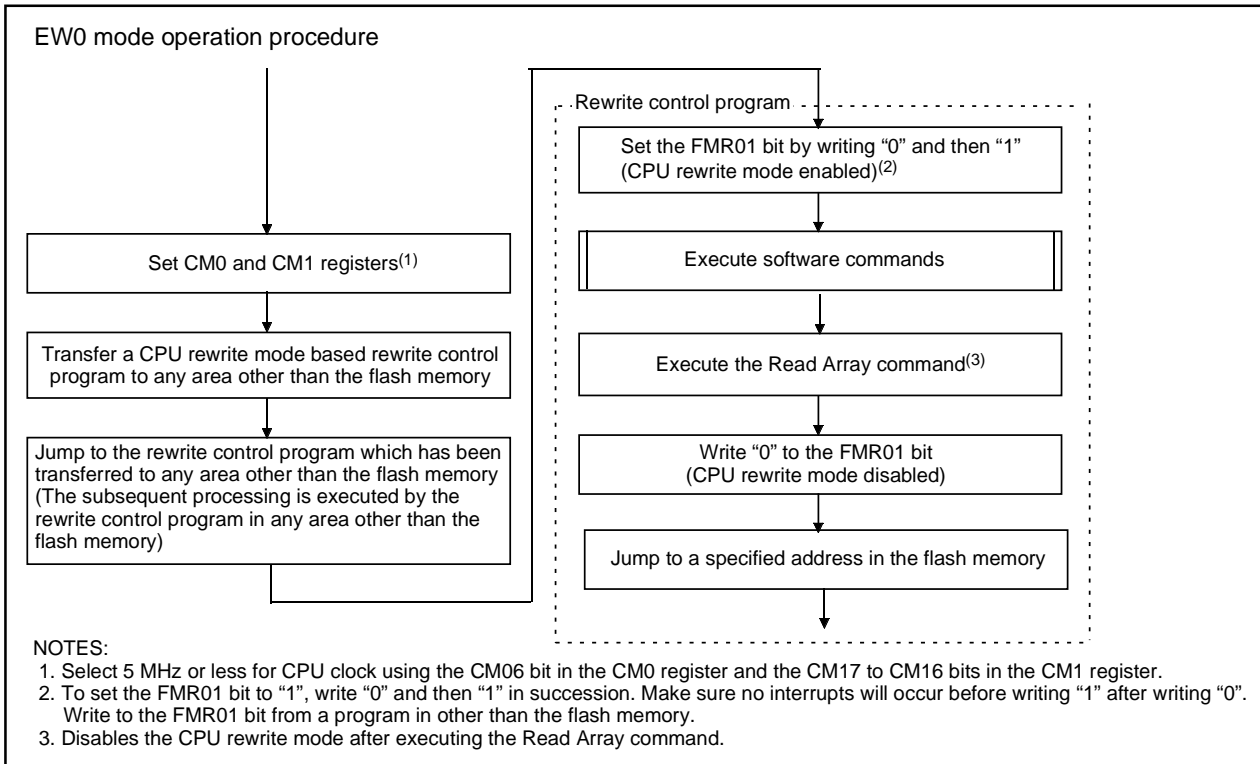 EW0 mode operation procedure
Set CM0 and CM1 registers(1)
Transfer a CPU rewrite mode based rewrite control
program to any area other than the flash memory
Jump to the rewrite control program which has been
transferred to any area other than the flash memory
(The subsequent processing is executed by the
rewrite control program in any area other than the
flash memory)
Rewrite control program
Set the FMR01 bit by writing “0” and then “1”
(CPU rewrite mode enabled)(2)
Execute software commands
Execute the Read Array command(3)
Write “0” to the FMR01 bit
(CPU rewrite mode disabled)
Jump to a specified address in the flash memory
NOTES:
1. Select 5 MHz or less for CPU clock using the CM06 bit in the CM0 register and the CM17 to CM16 bits in the CM1 register.
2. To set the FMR01 bit to “1”, write “0” and then “1” in succession. Make sure no interrupts will occur before writing “1” after writing “0”.
Write to the FMR01 bit from a program in other than the flash memory.
3. Disables the CPU rewrite mode after executing the Read Array command.